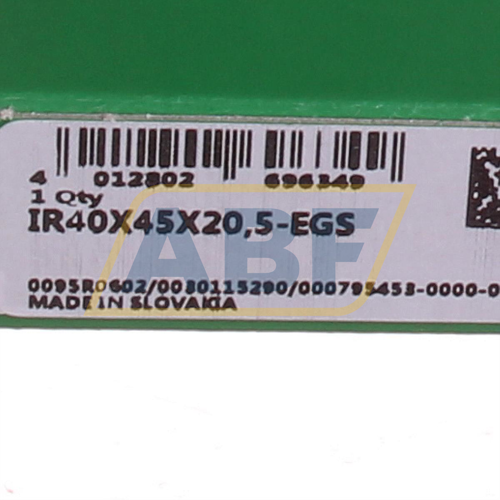 4 012802 696349
1 Qty
IR40X45X20,5-EGS
ABF
0095R0602/0030115290/000795453-0000-0
MADE IN SLOVAKIA